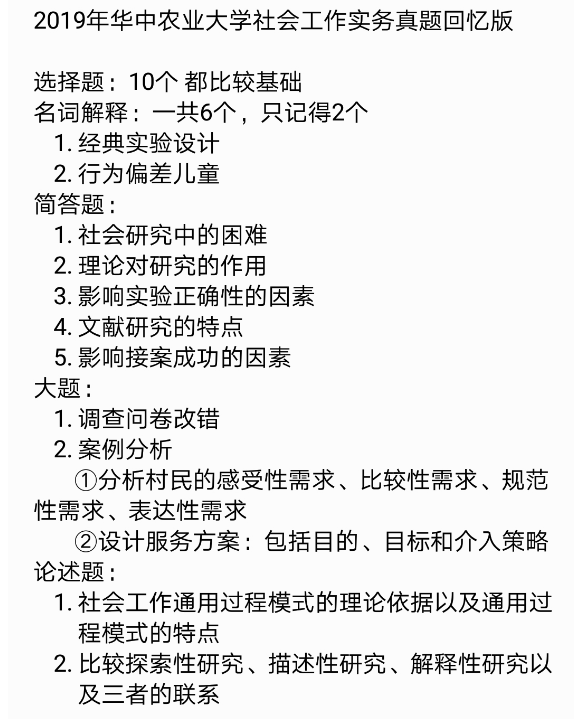 2019年华中农业大学社会工作实务真题回忆版
选择题：10个 都比较基础
名词解释：一共6个，只记得2个
1. 经典实验设计
2. 行为偏差儿童
简答题：
1. 社会研究中的困难
2. 理论对研究的作用
3. 影响实验正确性的因素
4. 文献研究的特点
5. 影响接案成功的因素
大题：
1. 调查问卷改错
2. 案例分析
①分析村民的感受性需求、比较性需求、规范
性需求、表达性需求
②设计服务方案：包括目的、目标和介入策略
论述题：
1. 社会工作通用过程模式的理论依据以及通用过
程模式的特点
2. 比较探索性研究、描述性研究、解释性研究以
及三者的联系